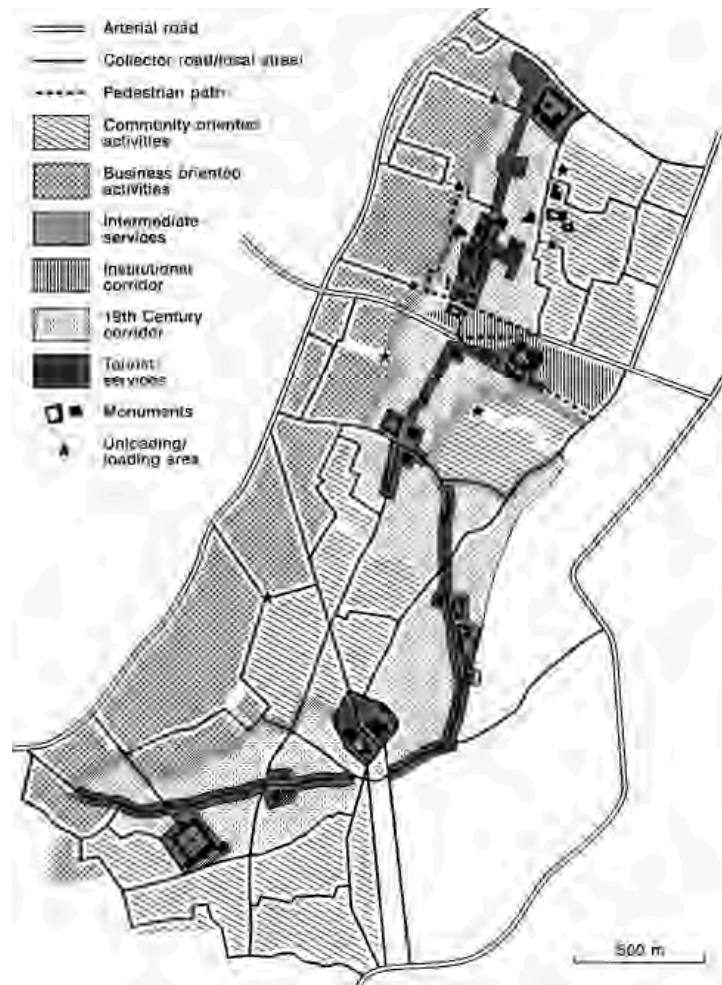 Arterial road
Collector road/local street
Pedestrian path
Community-oriented
activities
Business oriented
activities
Intermediate
services
Institutional
corridor
19th Century
corridor
Tourist
services
Monuments
Unloading/
loading area
500 m